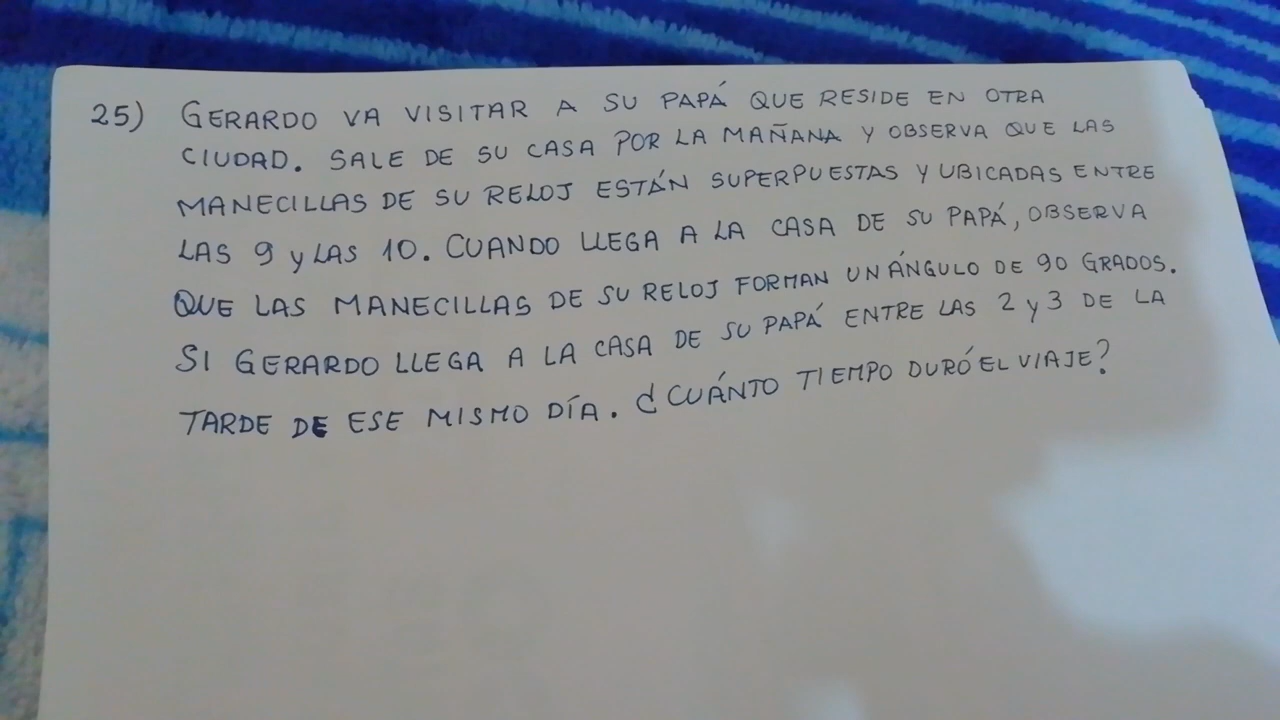 25) GERARDO VA VISITAR A SU PAPÁ QUE RESIDE EN OTRA
CIUDAD. SALE DE SU CASA POR LA MAÑANA Y OBSERVA QUE LAS
MANECILLAS DE SU RELOJ ESTÁN SUPERPUESTAS Y UBICADAS ENTRE
LAS 9 y LAS 10. CUANDO LLEGA A LA CASA DE SU PAPÁ, OBSERVA
QUE LAS MANECILLAS DE SU RELOJ FORMAN UN ÁNGULO DE 90 GRADOS.
SI GERARDO LLEGA A LA CASA DE SU PAPÁ ENTRE LAS 2 y 3 DE LA
TARDE DE ESE MISMO DÍA. ¿CUÁNTO TIEMPO DURÓ EL VIAJE?